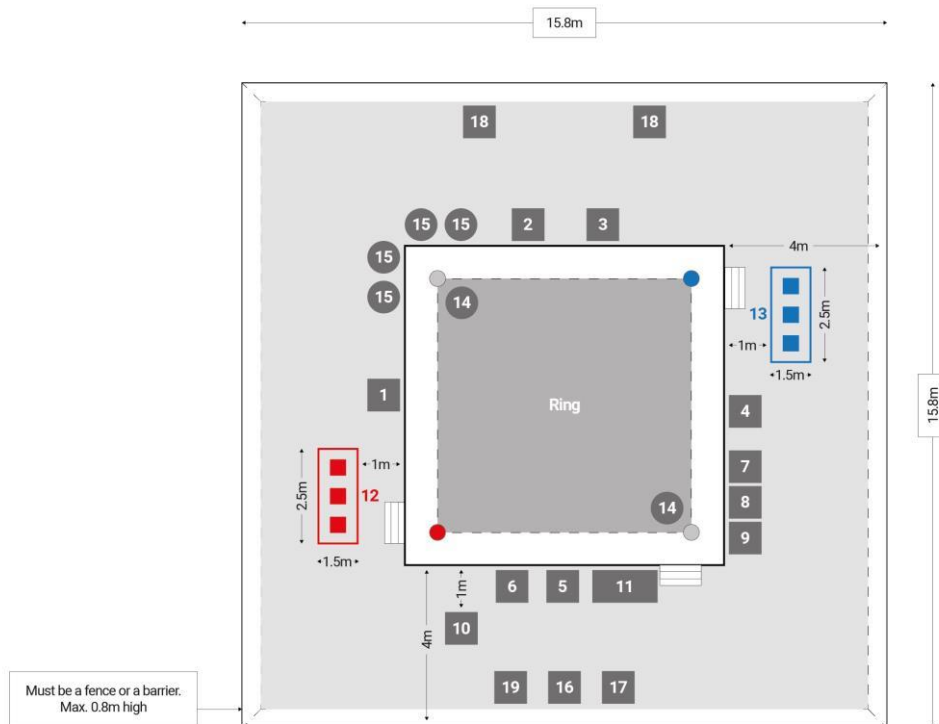 15.8m
18 18
15 15 2 3
15
4m
15
14
13
2.5m
1m
1.5m
1
Ring
4
15.8m
1m
12
2.5m
7
8
14
9
1.5m
6 5 11
1m
10
4m
19 16 17
Must be a fence or a barrier.
Max. 0.8m high